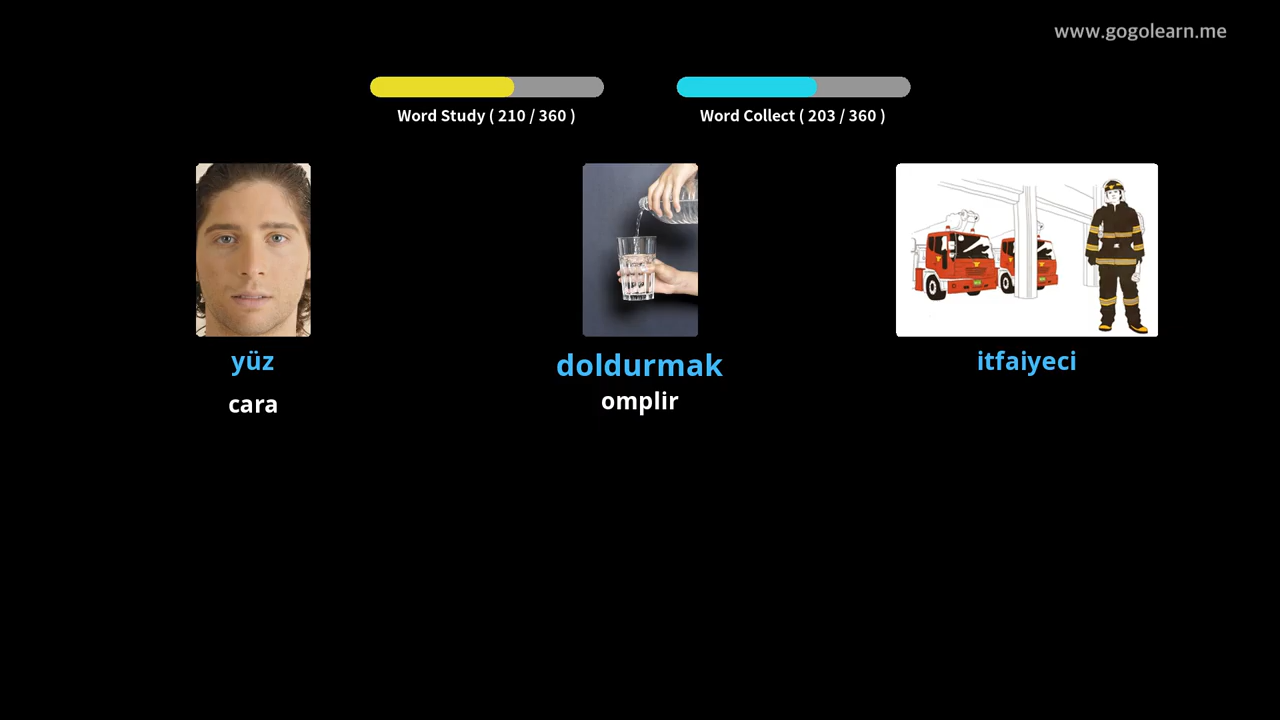 www.gogolearn.me
Word Study ( 210 / 360 )
Word Collect ( 203 / 360 )
yüz
cara
doldurmak
omplir
itfaiyeci